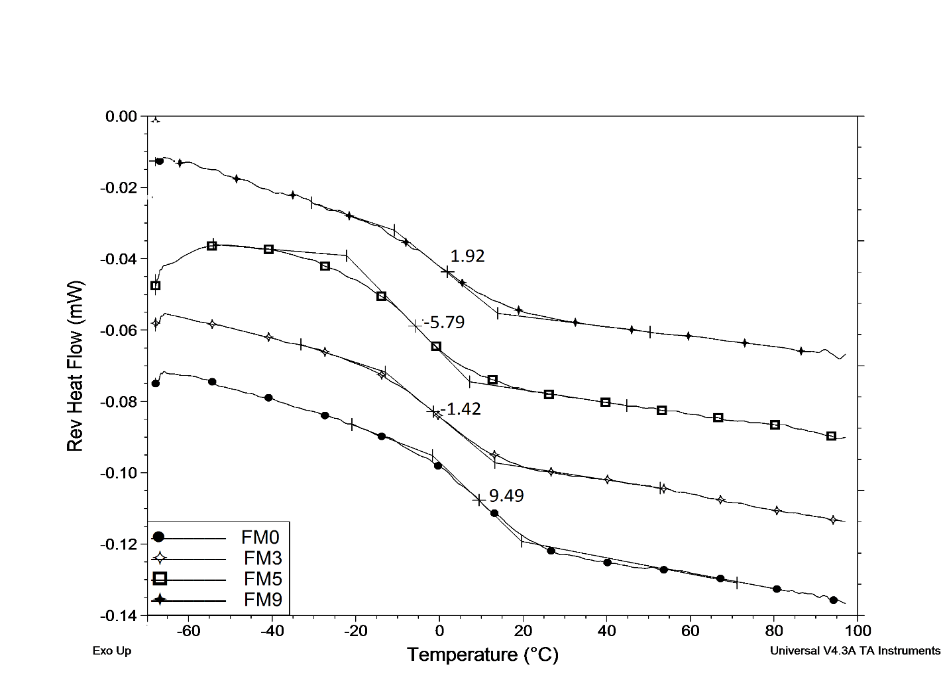 0.00
-0.02
-0.04
-0.06
-0.08
-0.10
-0.12
-0.14
Rev Heat Flow (mW)
1.92
-5.79
-1.42
9.49
FM0
FM3
FM5
FM9
-60 -40 -20 0 20 40 60 80 100
Exo Up
Temperature (°C)
Universal V4.3A TA Instruments